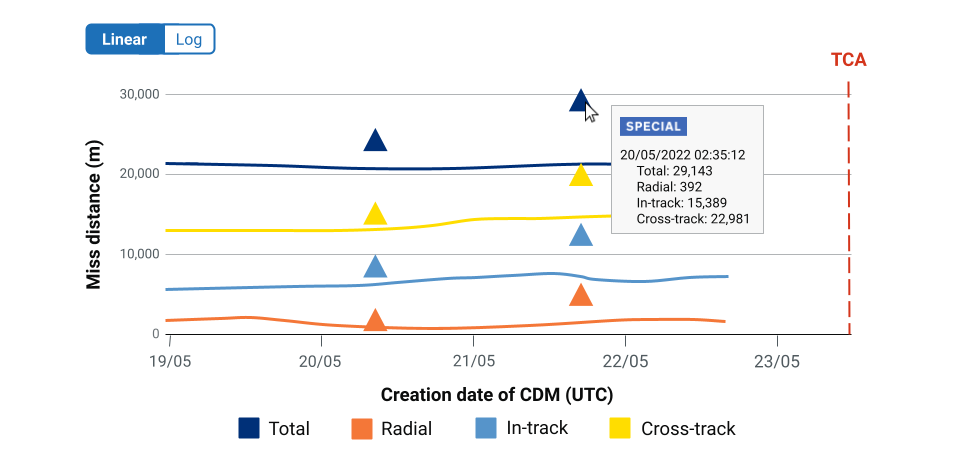 Linear Log
TCA
30,000
SPECIAL
20/05/2022 02:35:12
Total: 29,143
Radial: 392
In-track: 15,389
Cross-track: 22,981
20,000
10,000
0
Miss distance (m)
19/05 20/05 21/05 22/05 23/05
Creation date of CDM (UTC)
Total Radial In-track Cross-track